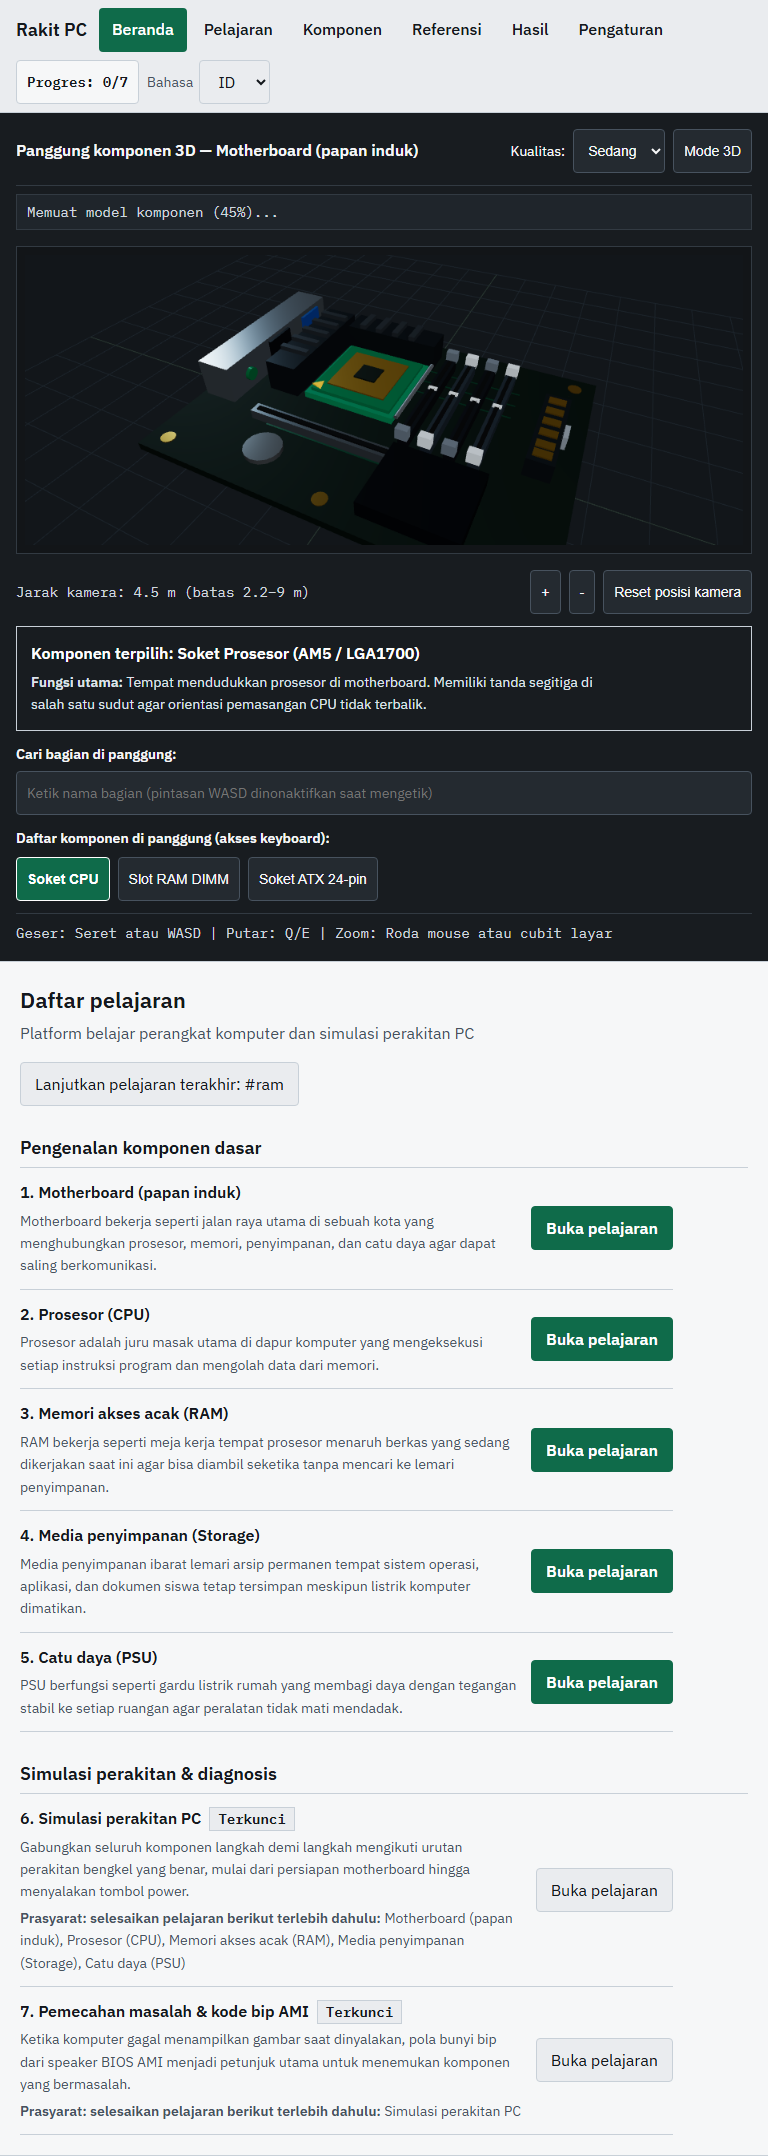 Rakit PC
Beranda
Pelajaran
Komponen
Referensi
Hasil
Pengaturan
Progres: 0/7
Bahasa
ID
Panggung komponen 3D — Motherboard (papan induk)
Kualitas:
Sedang
Mode 3D
Memuat model komponen (45%)...
Jarak kamera: 4.5 m (batas 2.2–9 m)
+
-
Reset posisi kamera
Komponen terpilih: Soket Prosesor (AM5 / LGA1700)
Fungsi utama: Tempat mendudukkan prosesor di motherboard. Memiliki tanda segitiga di
salah satu sudut agar orientasi pemasangan CPU tidak terbalik.
Cari bagian di panggung:
Ketik nama bagian (pintasan WASD dinonaktifkan saat mengetik)
Daftar komponen di panggung (akses keyboard):
Soket CPU
Slot RAM DIMM
Soket ATX 24-pin
Geser: Seret atau WASD | Putar: Q/E | Zoom: Roda mouse atau cubit layar
Daftar pelajaran
Platform belajar perangkat komputer dan simulasi perakitan PC
Lanjutkan pelajaran terakhir: #ram
Pengenalan komponen dasar
1. Motherboard (papan induk)
Motherboard bekerja seperti jalan raya utama di sebuah kota yang
menghubungkan prosesor, memori, penyimpanan, dan catu daya agar dapat
saling berkomunikasi.
Buka pelajaran
2. Prosesor (CPU)
Prosesor adalah juru masak utama di dapur komputer yang mengeksekusi
setiap instruksi program dan mengolah data dari memori.
Buka pelajaran
3. Memori akses acak (RAM)
RAM bekerja seperti meja kerja tempat prosesor menaruh berkas yang sedang
dikerjakan saat ini agar bisa diambil seketika tanpa mencari ke lemari
penyimpanan.
Buka pelajaran
4. Media penyimpanan (Storage)
Media penyimpanan ibarat lemari arsip permanen tempat sistem operasi,
aplikasi, dan dokumen siswa tetap tersimpan meskipun listrik komputer
dimatikan.
Buka pelajaran
5. Catu daya (PSU)
PSU berfungsi seperti gardu listrik rumah yang membagi daya dengan tegangan
stabil ke setiap ruangan agar peralatan tidak mati mendadak.
Buka pelajaran
Simulasi perakitan & diagnosis
6. Simulasi perakitan PC
Terkunci
Gabungkan seluruh komponen langkah demi langkah mengikuti urutan
perakitan bengkel yang benar, mulai dari persiapan motherboard hingga
menyalakan tombol power.
Prasyarat: selesaikan pelajaran berikut terlebih dahulu: Motherboard (papan
induk), Prosesor (CPU), Memori akses acak (RAM), Media penyimpanan
(Storage), Catu daya (PSU)
Buka pelajaran
7. Pemecahan masalah & kode bip AMI
Terkunci
Ketika komputer gagal menampilkan gambar saat dinyalakan, pola bunyi bip
dari speaker BIOS AMI menjadi petunjuk utama untuk menemukan komponen
yang bermasalah.
Prasyarat: selesaikan pelajaran berikut terlebih dahulu: Simulasi perakitan PC
Buka pelajaran